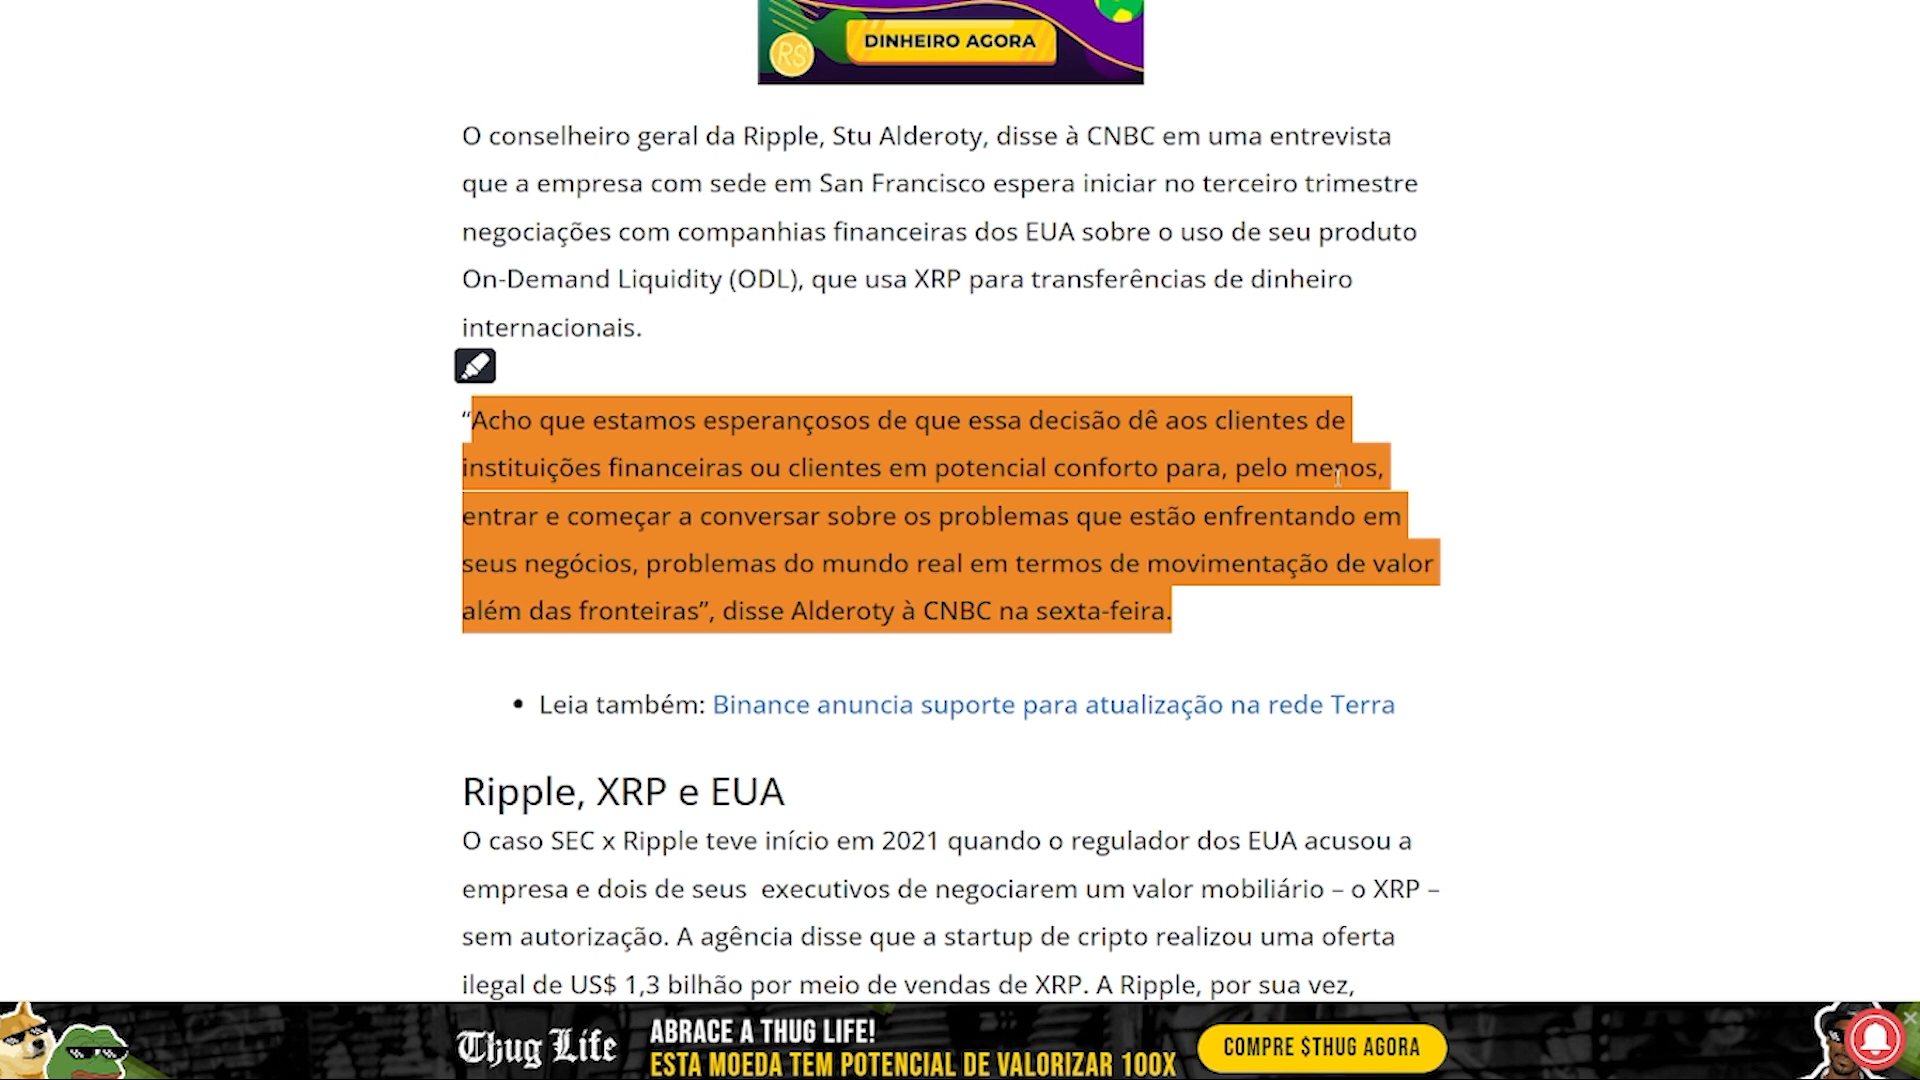 DINHEIRO AGORA
R$
O conselheiro geral da Ripple, Stu Alderoty, disse à CNBC em uma entrevista
que a empresa com sede em San Francisco espera iniciar no terceiro trimestre
negociações com companhias financeiras dos EUA sobre o uso de seu produto
On-Demand Liquidity (ODL), que usa XRP para transferências de dinheiro
internacionais.
“Acho que estamos esperançosos de que essa decisão dê aos clientes de
instituições financeiras ou clientes em potencial conforto para, pelo menos,
entrar e começar a conversar sobre os problemas que estão enfrentando em
seus negócios, problemas do mundo real em termos de movimentação de valor
além das fronteiras”, disse Alderoty à CNBC na sexta-feira.
• Leia também: Binance anuncia suporte para atualização na rede Terra
Ripple, XRP e EUA
O caso SEC x Ripple teve início em 2021 quando o regulador dos EUA acusou a
empresa e dois de seus  executivos de negociarem um valor mobiliário – o XRP –
sem autorização. A agência disse que a startup de cripto realizou uma oferta
ilegal de US$ 1,3 bilhão por meio de vendas de XRP. A Ripple, por sua vez,
Thug Life
ABRACE A THUG LIFE!
ESTA MOEDA TEM POTENCIAL DE VALORIZAR 100X
COMPRE $THUG AGORA